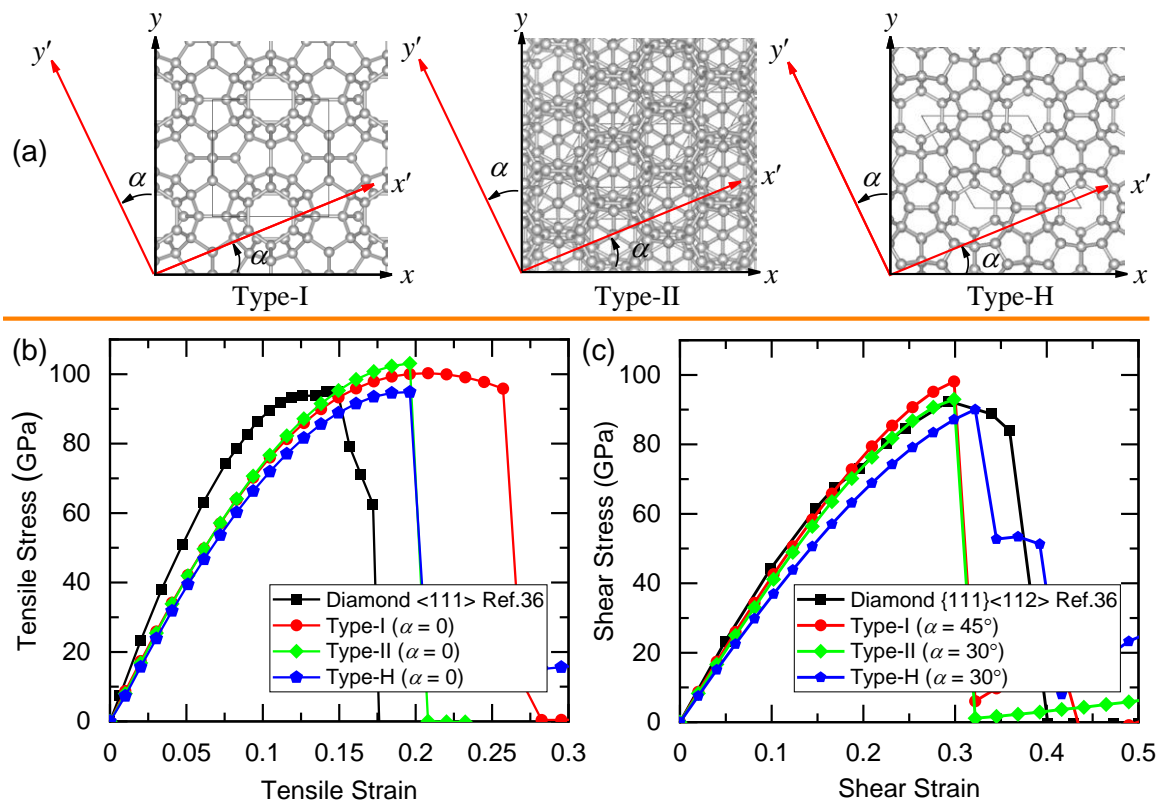 (a)
y
y′
α
x′
α
x
Type-I
y
y′
α
x′
α
x
Type-II
y
y′
α
x′
α
x
Type-H
(b)
Tensile Stress (GPa)
100
80
60
40
20
0
Diamond <111> Ref.36
Type-I (α = 0)
Type-II (α = 0)
Type-H (α = 0)
0 0.05 0.1 0.15 0.2 0.25 0.3
Tensile Strain
(c)
Shear Stress (GPa)
100
80
60
40
20
0
Diamond {111}<112> Ref.36
Type-I (α = 45°)
Type-II (α = 30°)
Type-H (α = 30°)
0 0.1 0.2 0.3 0.4 0.5
Shear Strain